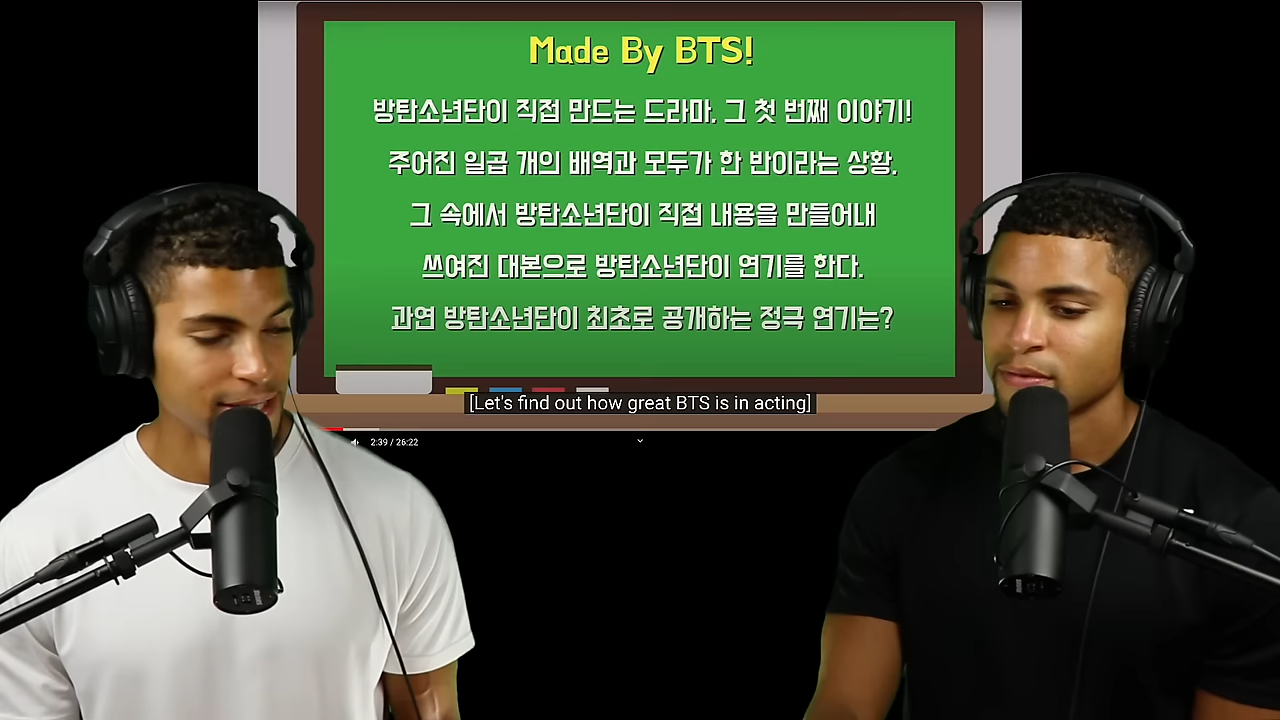 Made By BTS!
방탄소년단이 직접 만드는 드라마. 그 첫 번째 이야기!
주어진 일곱 개의 배역과 모두가 한 반이라는 상황.
그 속에서 방탄소년단이 직접 내용을 만들어내
쓰여진 대본으로 방탄소년단이 연기를 한다.
과연 방탄소년단이 최초로 공개하는 정극 연기는?
[Let's find out how great BTS is in acting]
2:39 / 26:22